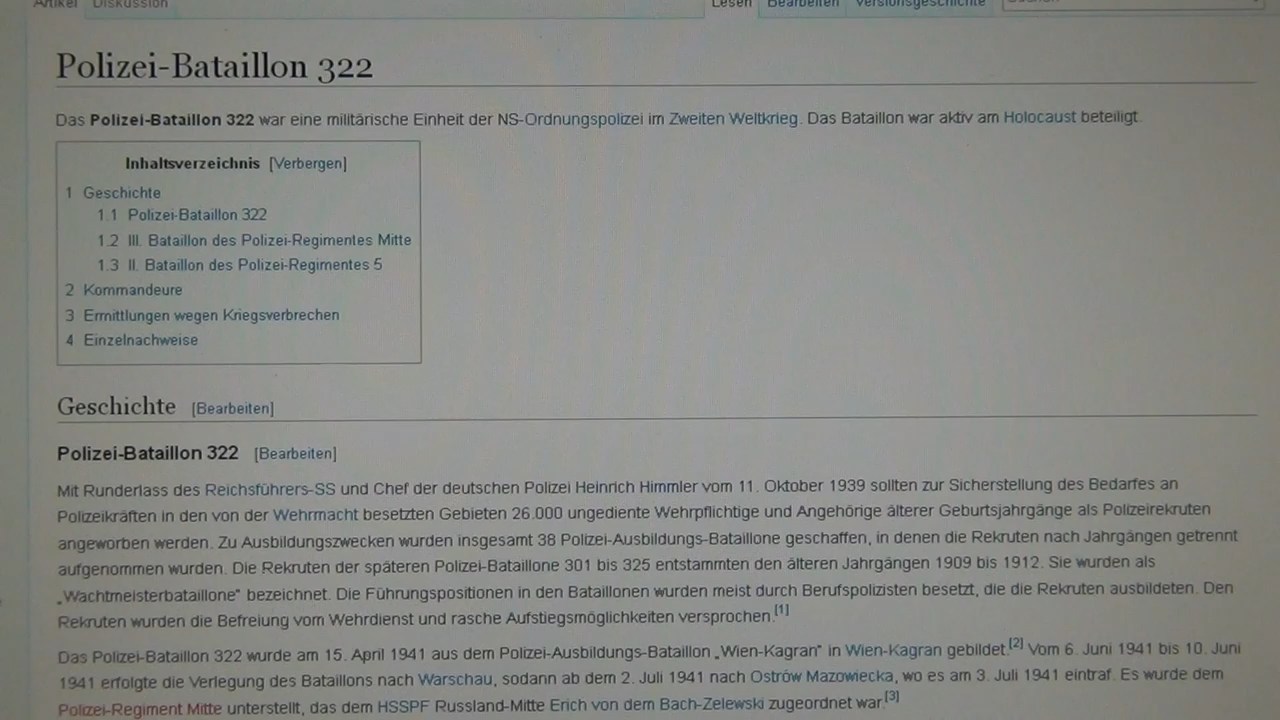 Artikel Diskussion Lesen Bearbeiten Versionsgeschichte
Polizei-Bataillon 322
Das Polizei-Bataillon 322 war eine militärische Einheit der NS-Ordnungspolizei im Zweiten Weltkrieg. Das Bataillon war aktiv am Holocaust beteiligt.
Inhaltsverzeichnis [Verbergen]
1 Geschichte
1.1 Polizei-Bataillon 322
1.2 III. Bataillon des Polizei-Regimentes Mitte
1.3 II. Bataillon des Polizei-Regimentes 5
2 Kommandeure
3 Ermittlungen wegen Kriegsverbrechen
4 Einzelnachweise
Geschichte [Bearbeiten]
Polizei-Bataillon 322 [Bearbeiten]
Mit Runderlass des Reichsführers-SS und Chef der deutschen Polizei Heinrich Himmler vom 11. Oktober 1939 sollten zur Sicherstellung des Bedarfes an
Polizeikräften in den von der Wehrmacht besetzten Gebieten 26.000 ungediente Wehrpflichtige und Angehörige älterer Geburtsjahrgänge als Polizeirekruten
angeworben werden. Zu Ausbildungszwecken wurden insgesamt 38 Polizei-Ausbildungs-Bataillone geschaffen, in denen die Rekruten nach Jahrgängen getrennt
aufgenommen wurden. Die Rekruten der späteren Polizei-Bataillone 301 bis 325 entstammten den älteren Jahrgängen 1909 bis 1912. Sie wurden als
„Wachtmeisterbataillone“ bezeichnet. Die Führungspositionen in den Bataillonen wurden meist durch Berufspolizisten besetzt, die die Rekruten ausbildeten. Den
Rekruten wurden die Befreiung vom Wehrdienst und rasche Aufstiegsmöglichkeiten versprochen.[1]
Das Polizei-Bataillon 322 wurde am 15. April 1941 aus dem Polizei-Ausbildungs-Bataillon „Wien-Kagran“ in Wien-Kagran gebildet.[2] Vom 6. Juni 1941 bis 10. Juni
1941 erfolgte die Verlegung des Bataillons nach Warschau, sodann ab dem 2. Juli 1941 nach Ostrów Mazowiecka, wo es am 3. Juli 1941 eintraf. Es wurde dem
Polizei-Regiment Mitte unterstellt, das dem HSSPF Russland-Mitte Erich von dem Bach-Zelewski zugeordnet war.[3]